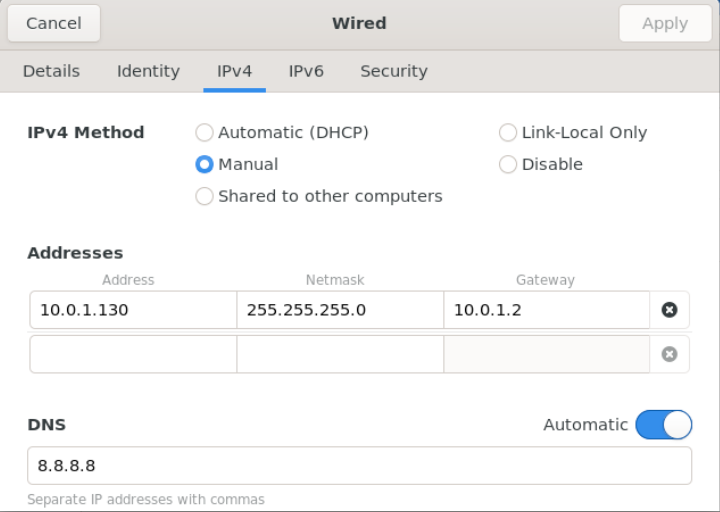 Cancel Wired Apply
Details Identity IPv4 IPv6 Security
IPv4 Method Automatic (DHCP) Link-Local Only
Manual Disable
Shared to other computers
Addresses
Address Netmask Gateway
10.0.1.130 255.255.255.0 10.0.1.2
DNS Automatic
8.8.8.8
Separate IP addresses with commas